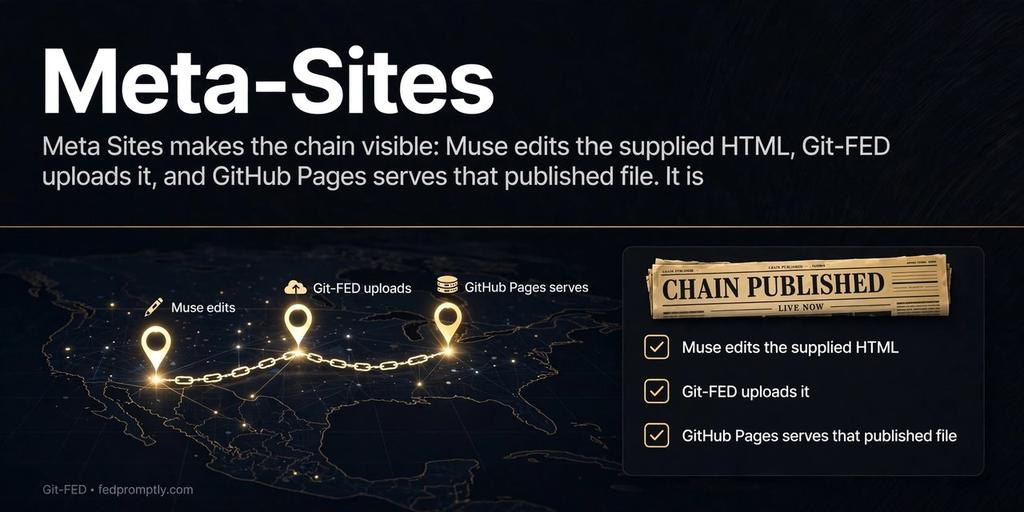 Meta-Sites
Meta Sites makes the chain visible: Muse edits the supplied HTML, Git-FED
uploads it, and GitHub Pages serves that published file. It is
Muse edits
Git-FED uploads
GitHub Pages serves
CHAIN PUBLISHED
LIVE NOW
Muse edits the supplied HTML
Git-FED uploads it
GitHub Pages serves that published file
Git-FED • fedpromptly.com